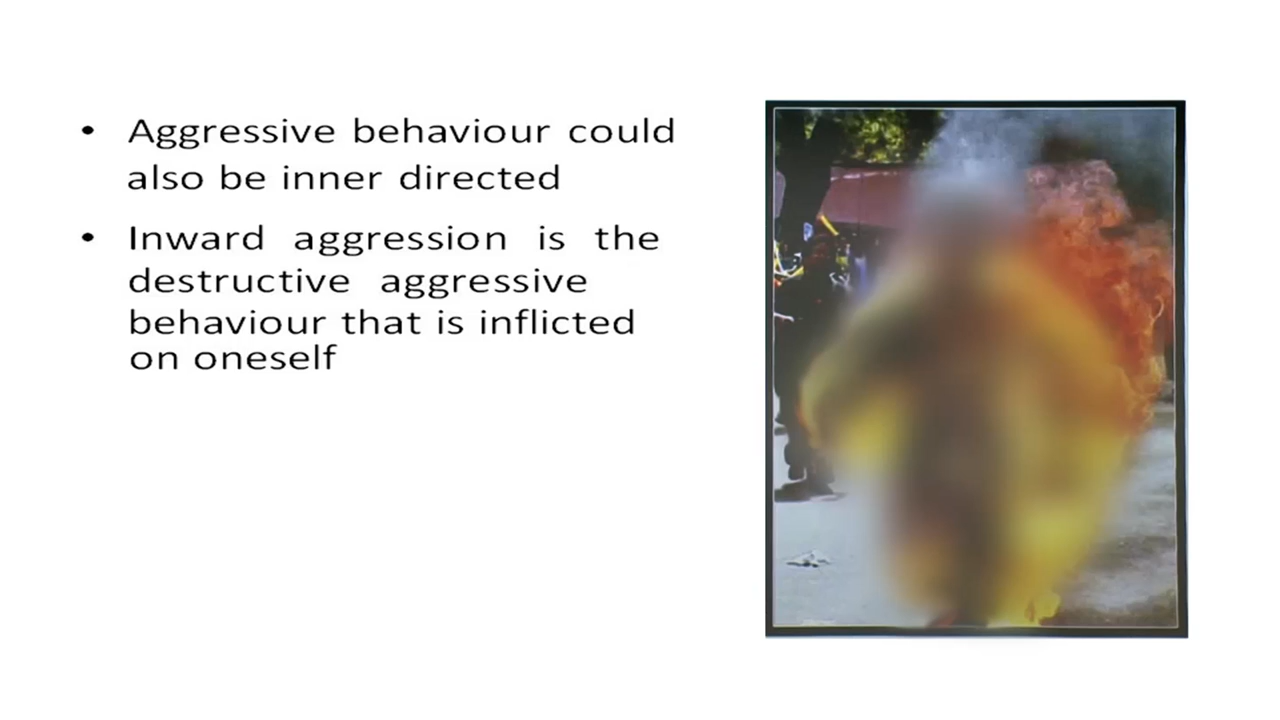 • Aggressive behaviour could
also be inner directed
• Inward aggression is the
destructive aggressive
behaviour that is inflicted
on oneself